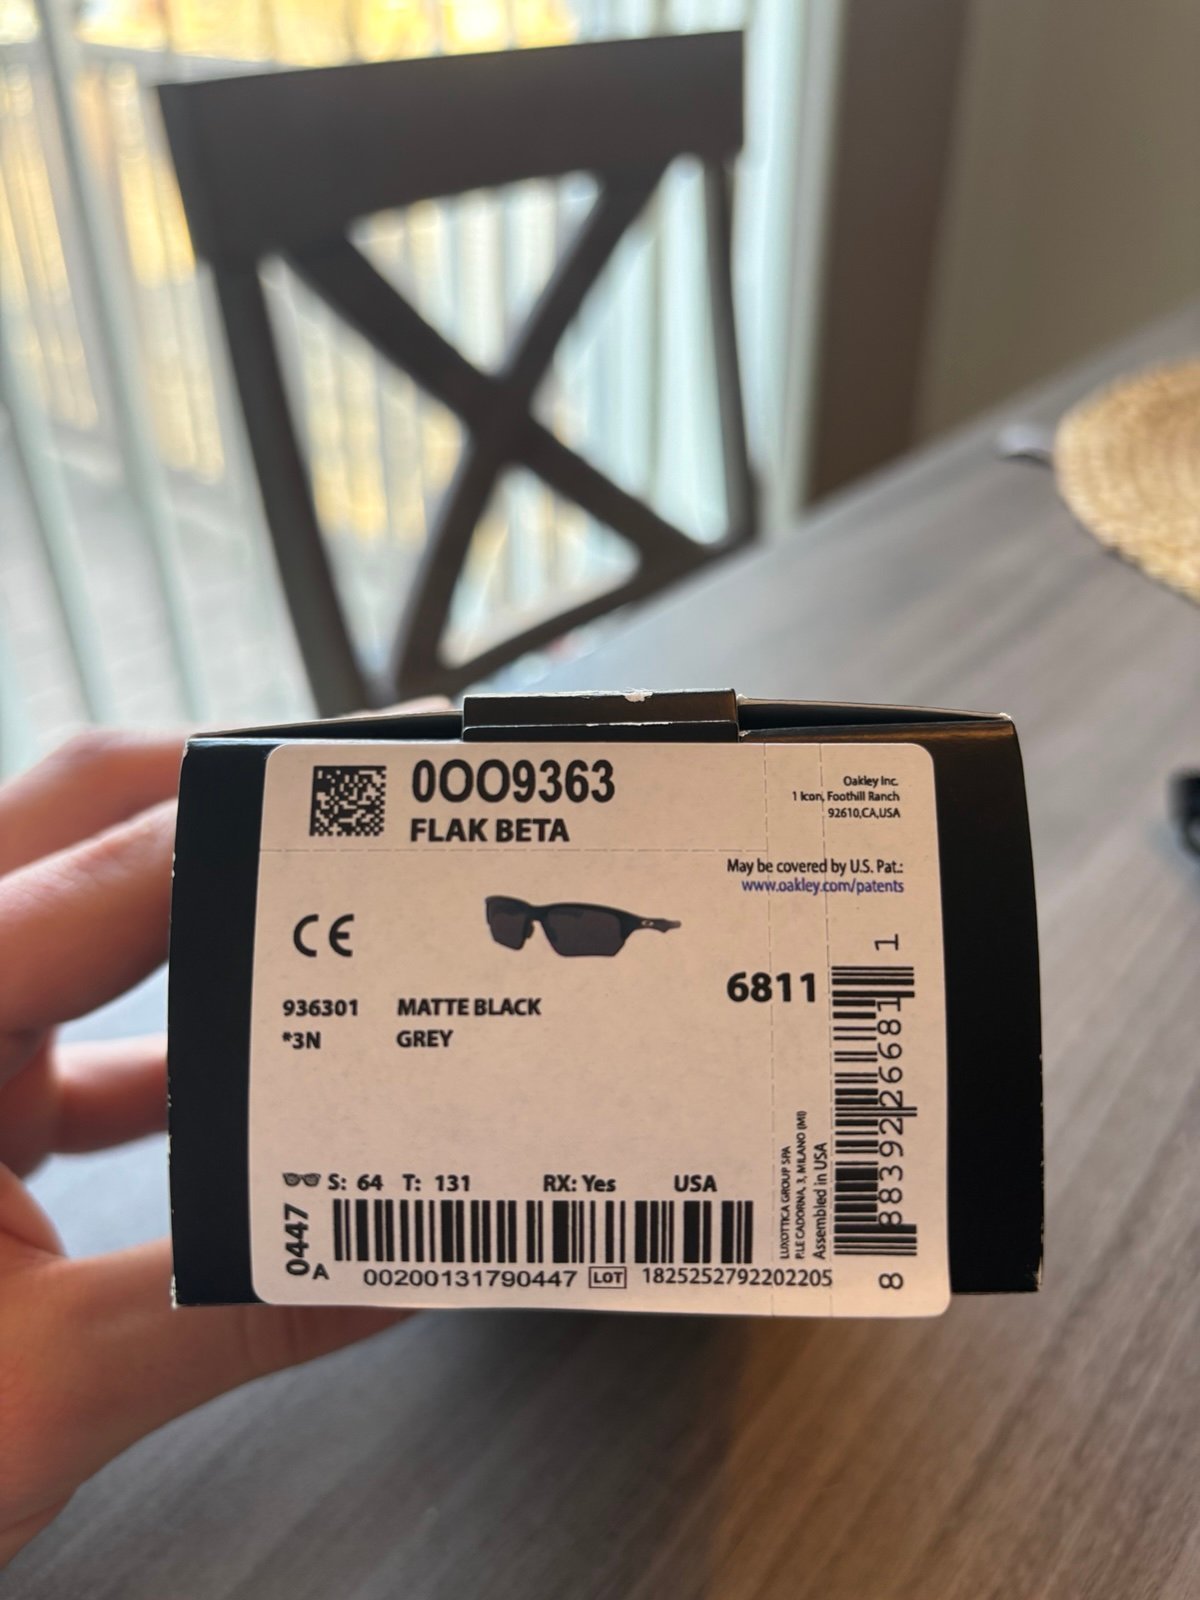 0OO9363
FLAK BETA
Oakley Inc.
1 Icon, Foothill Ranch
92610,CA,USA
May be covered by U.S. Pat.:
www.oakley.com/patents
CE
6811
936301 MATTE BLACK
*3N GREY
S: 64 T: 131 RX: Yes USA
0447
A
00200131790447 LOT 1825252792202205
LUXOTTICA GROUP SPA
P.LE CADORNA, 3, MILANO (MI)
Assembled in USA
8 883922668 1 1